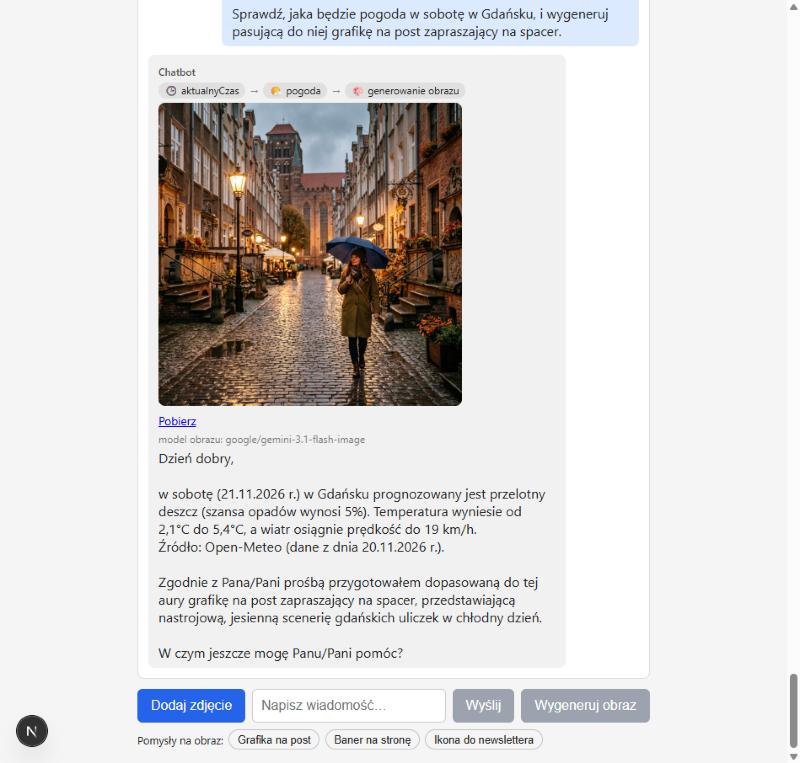 Sprawdź, jaka będzie pogoda w sobotę w Gdańsku, i wygeneruj
pasującą do niej grafikę na post zapraszający na spacer.
Chatbot
aktualnyCzas → pogoda → generowanie obrazu
Pobierz
model obrazu: google/gemini-3.1-flash-image
Dzień dobry,
w sobotę (21.11.2026 r.) w Gdańsku prognozowany jest przelotny
deszcz (szansa opadów wynosi 5%). Temperatura wyniesie od
2,1°C do 5,4°C, a wiatr osiągnie prędkość do 19 km/h.
Źródło: Open-Meteo (dane z dnia 20.11.2026 r.).
Zgodnie z Pana/Pani prośbą przygotowałem dopasowaną do tej
aury grafikę na post zapraszający na spacer, przedstawiającą
nastrojową, jesienną scenerię gdańskich uliczek w chłodny dzień.
W czym jeszcze mogę Panu/Pani pomóc?
Dodaj zdjęcie Napisz wiadomość... Wyślij Wygeneruj obraz
N
Pomysły na obraz: Grafika na post Baner na stronę Ikona do newslettera